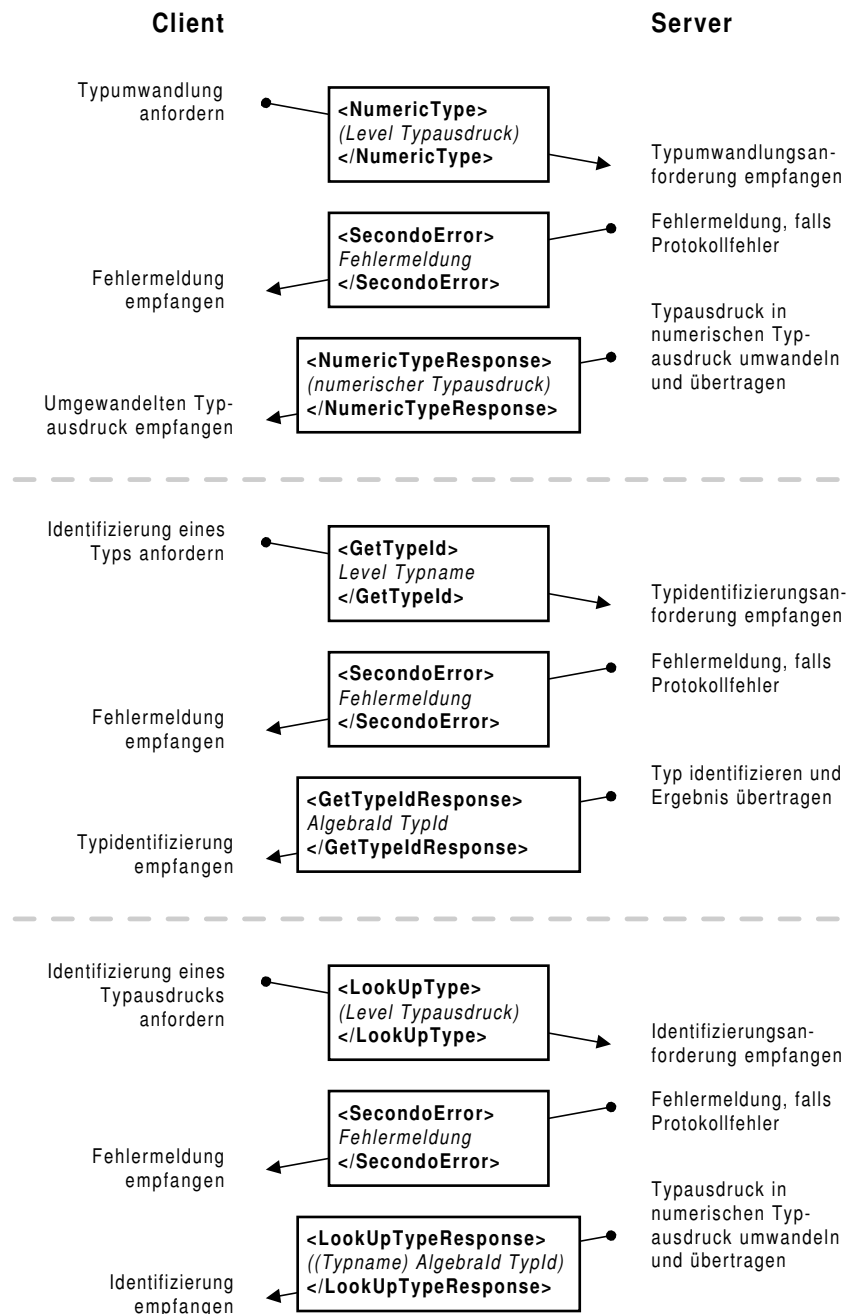 Client
Server
Typumwandlung
anfordern
<NumericType>
(Level Typausdruck)
</NumericType>
Typumwandlungsan-
forderung empfangen
<SecondoError>
Fehlermeldung
</SecondoError>
Fehlermeldung, falls
Protokollfehler
Fehlermeldung
empfangen
Typausdruck in
numerischen Typ-
ausdruck umwandeln
und übertragen
<NumericTypeResponse>
(numerischer Typausdruck)
</NumericTypeResponse>
Umgewandelten Typ-
ausdruck empfangen
Identifizierung eines
Typs anfordern
<GetTypeId>
Level Typname
</GetTypeId>
Typidentifizierungsan-
forderung empfangen
<SecondoError>
Fehlermeldung
</SecondoError>
Fehlermeldung, falls
Protokollfehler
Fehlermeldung
empfangen
Typ identifizieren und
Ergebnis übertragen
<GetTypeIdResponse>
AlgebraId TypId
</GetTypeIdResponse>
Typidentifizierung
empfangen
Identifizierung eines
Typausdrucks
anfordern
<LookUpType>
(Level Typausdruck)
</LookUpType>
Identifizierungsan-
forderung empfangen
<SecondoError>
Fehlermeldung
</SecondoError>
Fehlermeldung, falls
Protokollfehler
Fehlermeldung
empfangen
Typausdruck in
numerischen Typ-
ausdruck umwandeln
und übertragen
<LookUpTypeResponse>
((Typname) AlgebraId TypId)
</LookUpTypeResponse>
Identifizierung
empfangen